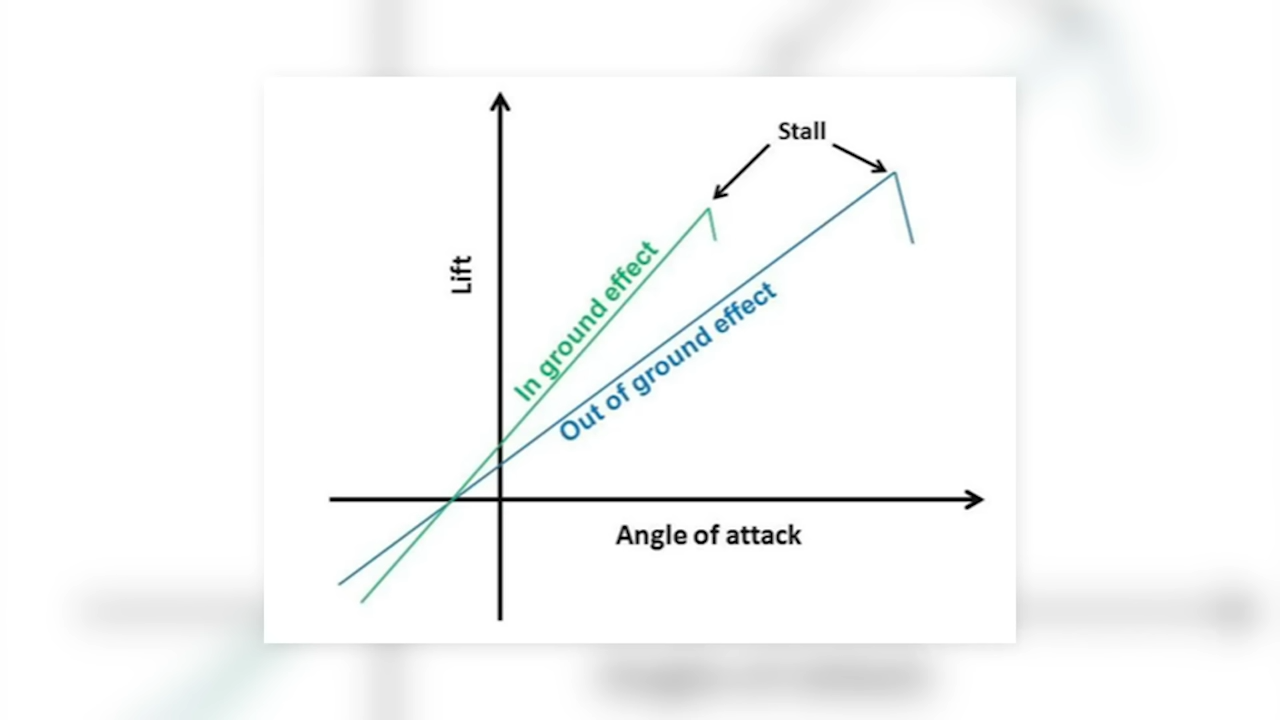 Stall
Lift
In ground effect
Out of ground effect
Angle of attack